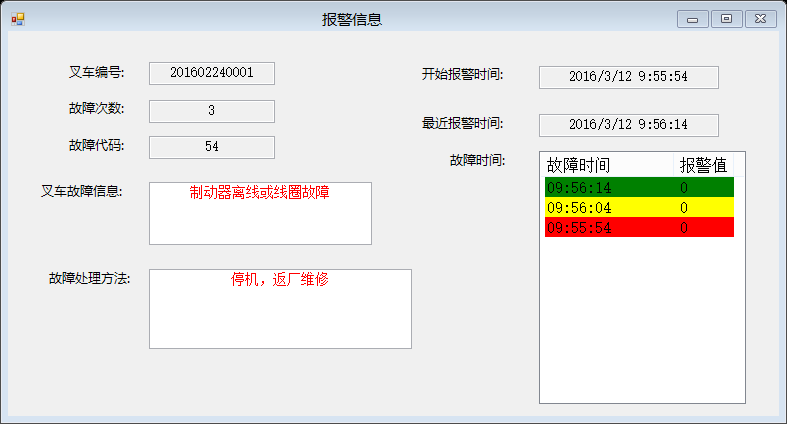 报警信息
叉车编号: 201602240001
故障次数: 3
故障代码: 54
叉车故障信息: 制动器离线或线圈故障
故障处理方法: 停机，返厂维修
开始报警时间: 2016/3/12 9:55:54
最近报警时间: 2016/3/12 9:56:14
故障时间:
故障时间 报警值
09:56:14 0
09:56:04 0
09:55:54 0